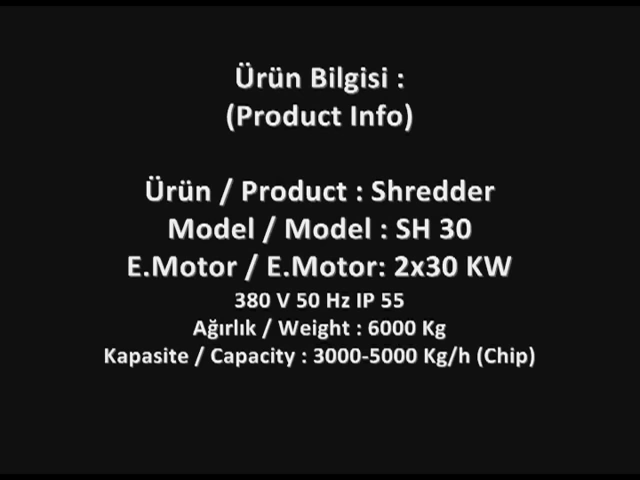 Ürün Bilgisi :
(Product Info)
Ürün / Product : Shredder
Model / Model : SH 30
E.Motor / E.Motor: 2x30 KW
380 V 50 Hz IP 55
Ağırlık / Weight : 6000 Kg
Kapasite / Capacity : 3000-5000 Kg/h (Chip)